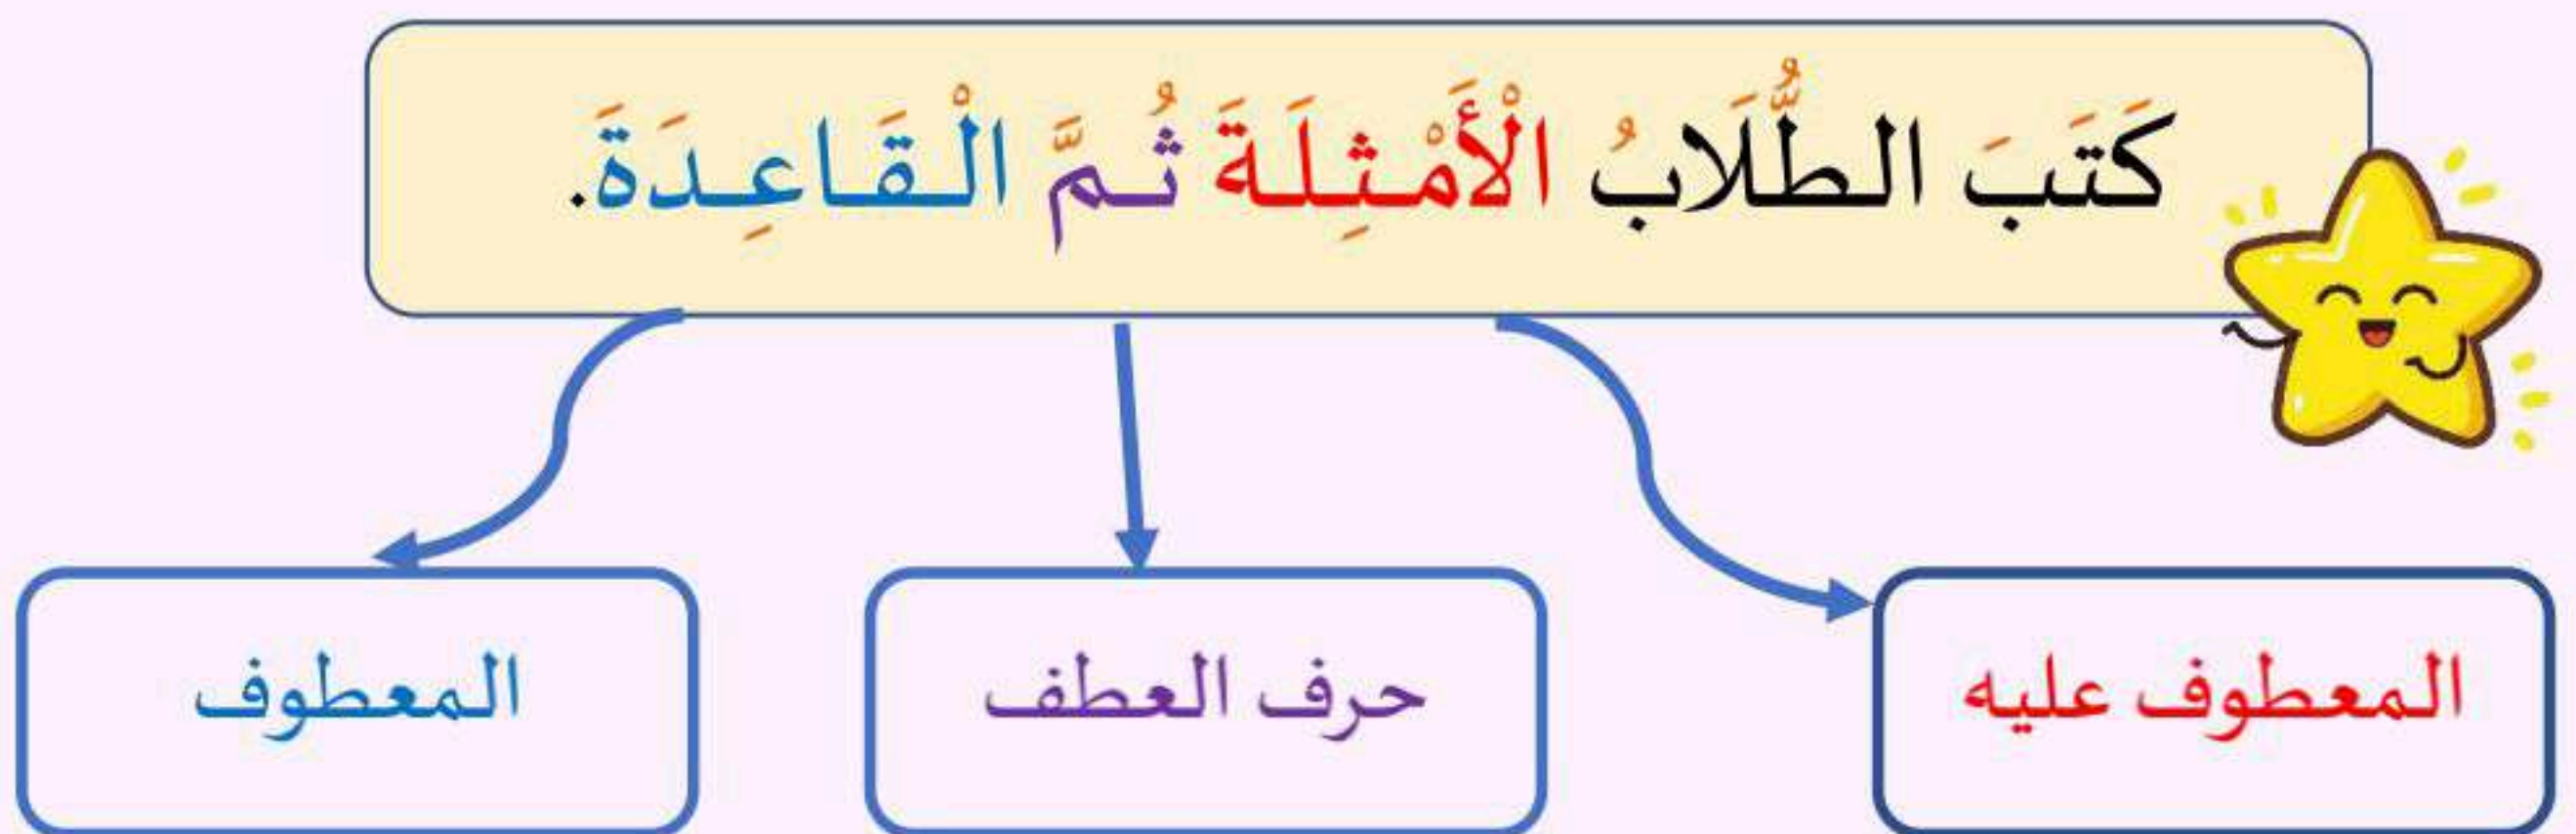 كَتَبَ الطُّلَابُ الْأَمْثِلَةَ ثُمَّ الْقَاعِدَةَ.
المعطوف عليه
حرف العطف
المعطوف